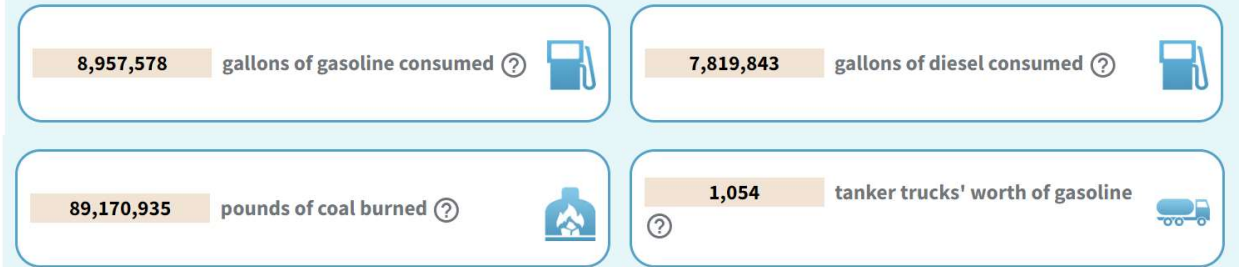 8,957,578 gallons of gasoline consumed ?
7,819,843 gallons of diesel consumed ?
89,170,935 pounds of coal burned ?
1,054 tanker trucks' worth of gasoline
?